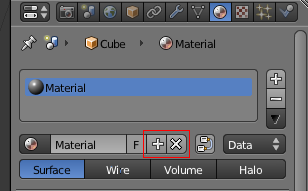 Cube Material
Material
Material F Data
Surface Wire Volume Halo